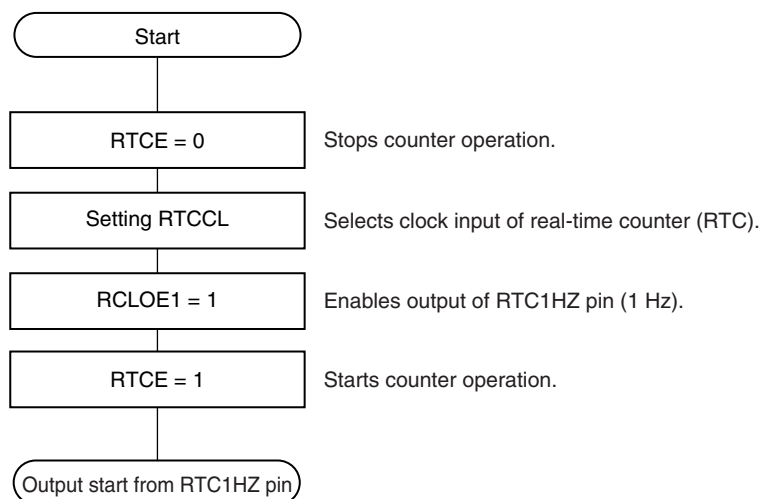 Start
RTCE = 0
Stops counter operation.
Setting RTCCL
Selects clock input of real-time counter (RTC).
RCLOE1 = 1
Enables output of RTC1HZ pin (1 Hz).
RTCE = 1
Starts counter operation.
Output start from RTC1HZ pin